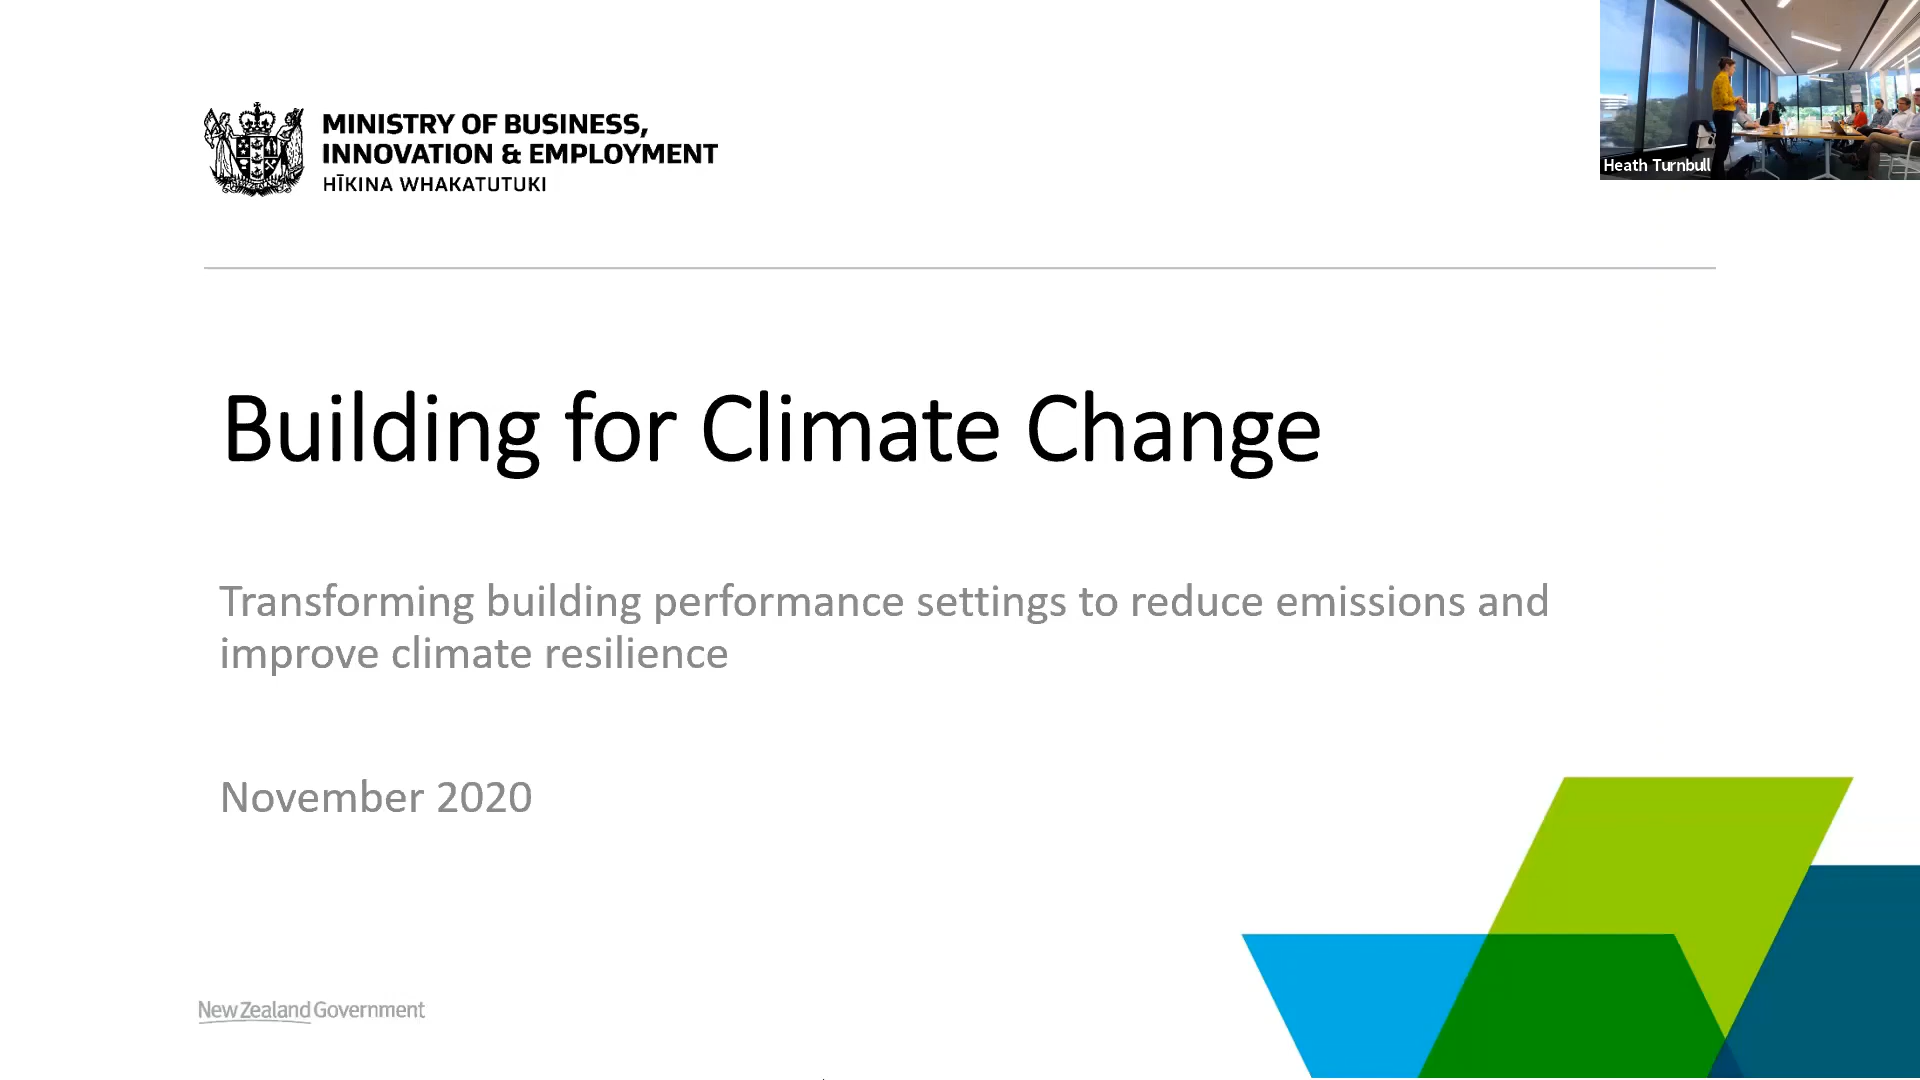 MINISTRY OF BUSINESS,
INNOVATION & EMPLOYMENT
HĪKINA WHAKATUTUKI
Heath Turnbull
Building for Climate Change
Transforming building performance settings to reduce emissions and
improve climate resilience
November 2020
New Zealand Government